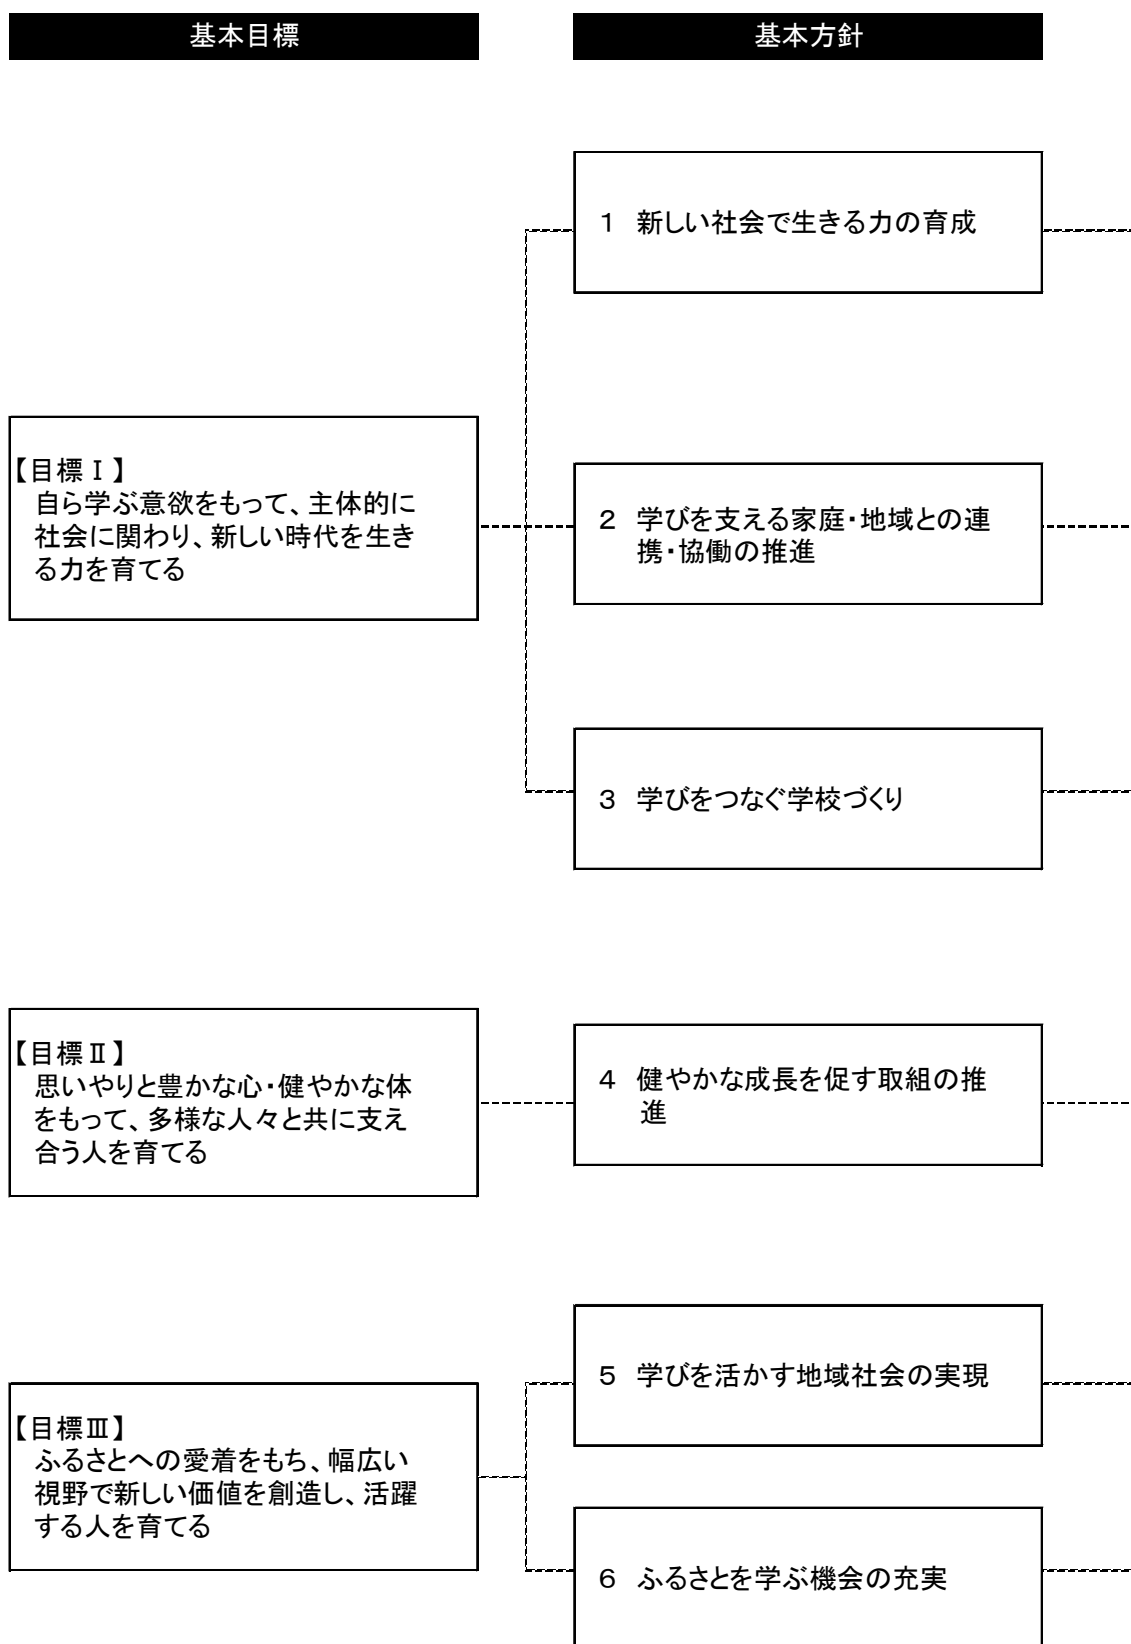 基本目標
基本方針
1 新しい社会で生きる力の育成
【目標Ⅰ】
自ら学ぶ意欲をもって、主体的に
社会に関わり、新しい時代を生き
る力を育てる
2 学びを支える家庭・地域との連
携・協働の推進
3 学びをつなぐ学校づくり
【目標Ⅱ】
思いやりと豊かな心・健やかな体
をもって、多様な人々と共に支え
合う人を育てる
4 健やかな成長を促す取組の推
進
5 学びを活かす地域社会の実現
【目標Ⅲ】
ふるさとへの愛着をもち、幅広い
視野で新しい価値を創造し、活躍
する人を育てる
6 ふるさとを学ぶ機会の充実